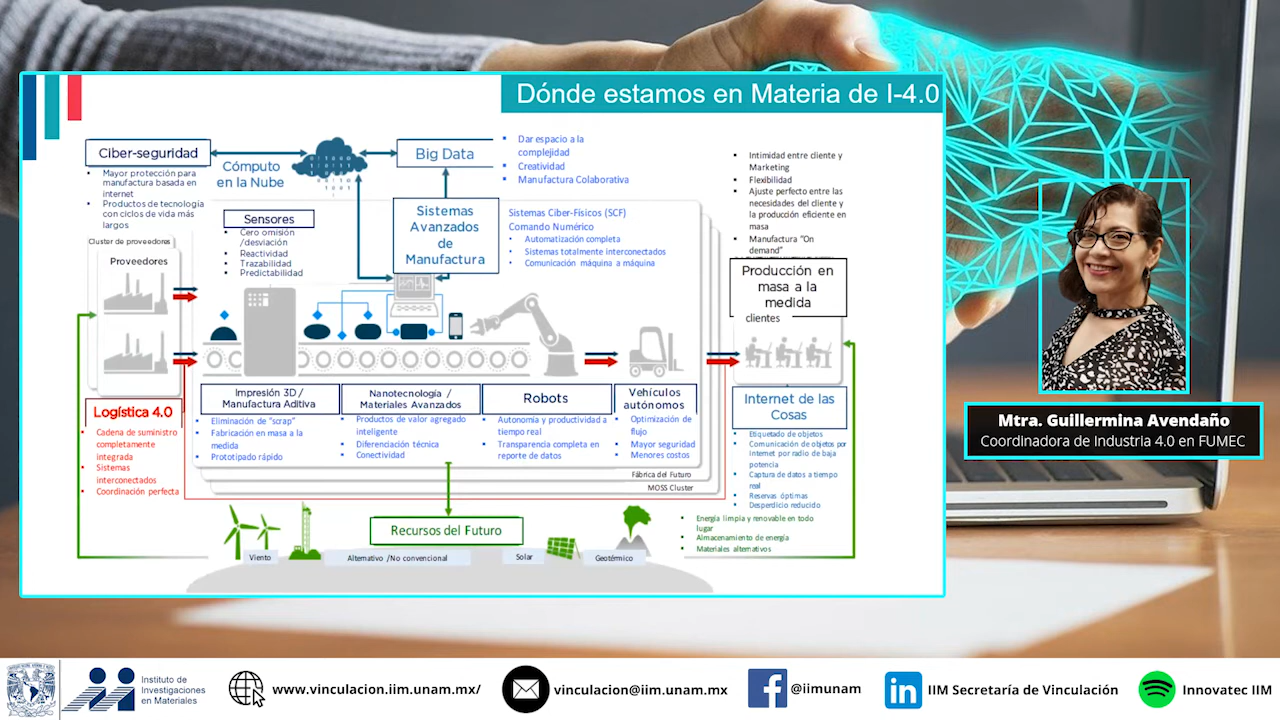 Dónde estamos en Materia de I-4.0
Ciber-seguridad
Mayor protección para
manufactura basada en
internet
Productos de tecnología
con ciclos de vida más
largos
Cómputo
en la Nube
Big Data
Dar espacio a la
complejidad
Creatividad
Manufactura Colaborativa
Intimidad entre cliente y
Marketing
Flexibilidad
Ajuste perfecto entre las
necesidades del cliente y
la producción eficiente en
masa
Manufactura "On
demand"
Sensores
Cero omisión
/desviación
Reactividad
Trazabilidad
Predictabilidad
Sistemas
Avanzados
de
Manufactura
Sistemas Ciber-Físicos (SCF)
Comando Numérico
Automatización completa
Sistemas totalmente interconectados
Comunicación máquina a máquina
Cluster de proveedores
Proveedores
Producción en
masa a la
medida
clientes
Logística 4.0
Cadena de suministro
completamente
integrada
Sistemas
interconectados
Coordinación perfecta
Impresión 3D /
Manufactura Aditiva
Eliminación de "scrap"
Fabricación en masa a la
medida
Prototipado rápido
Nanotecnología /
Materiales Avanzados
Productos de valor agregado
inteligente
Diferenciación técnica
Conectividad
Robots
Autonomía y productividad a
tiempo real
Transparencia completa en
reporte de datos
Vehículos
autónomos
Optimización de
flujo
Mayor seguridad
Menores costos
Internet de las
Cosas
Etiquetado de objetos
Comunicación de objetos por
Internet por radio de baja
potencia
Captura de datos a tiempo
real
Reservas óptimas
Desperdicio reducido
Fábrica del Futuro
MOSS Cluster
Recursos del Futuro
Energía limpia y renovable en todo
lugar
Almacenamiento de energía
Materiales alternativos
Viento
Alternativo /No convencional
Solar
Geotérmico
Mtra. Guillermina Avendaño
Coordinadora de Industria 4.0 en FUMEC
Instituto de
Investigaciones
en Materiales
www.vinculacion.iim.unam.mx/
vinculacion@iim.unam.mx
@iimunam
IIM Secretaría de Vinculación
Innovatec IIM